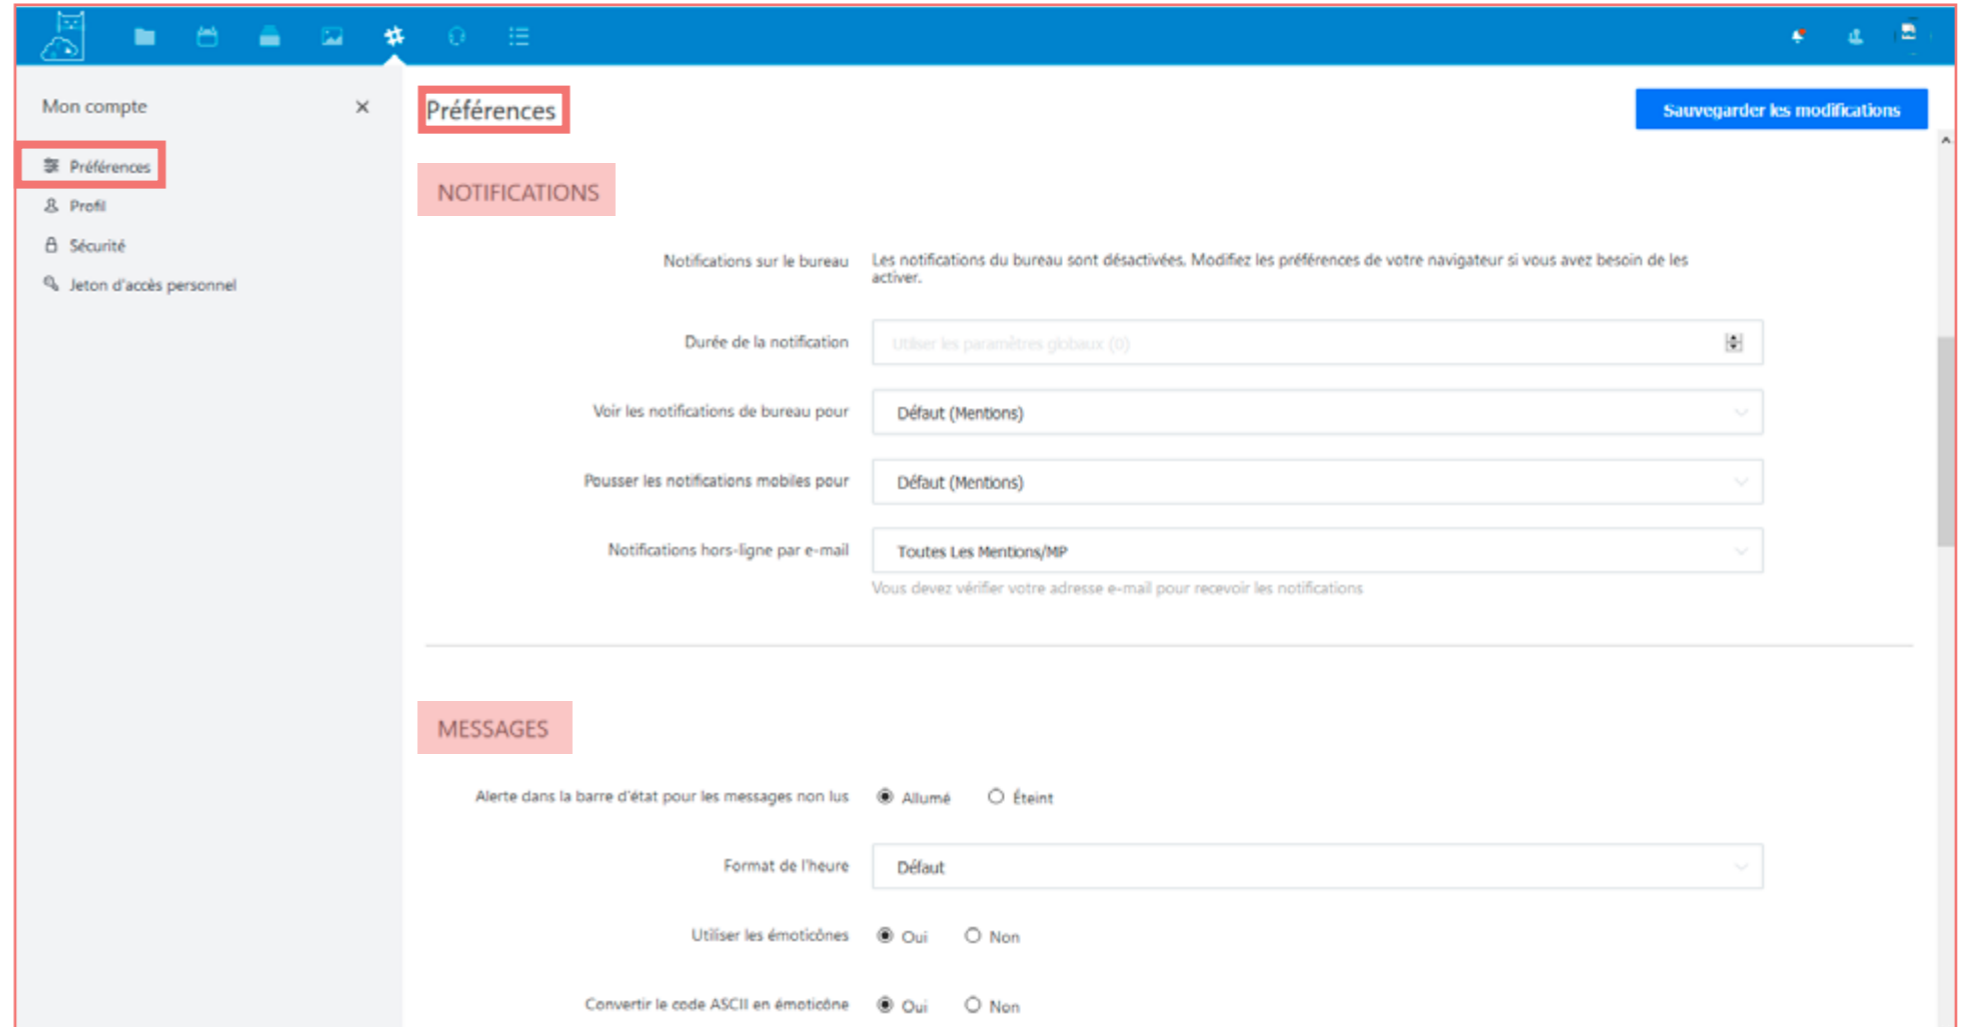 Mon compte
Préférences
Profil
Sécurité
Jeton d'accès personnel
Préférences
Sauvegarder les modifications
NOTIFICATIONS
Notifications sur le bureau
Les notifications du bureau sont désactivées. Modifiez les préférences de votre navigateur si vous avez besoin de les
activer.
Durée de la notification
Utiliser les paramètres globaux (0)
Voir les notifications de bureau pour
Défaut (Mentions)
Pousser les notifications mobiles pour
Défaut (Mentions)
Notifications hors-ligne par e-mail
Toutes Les Mentions/MP
Vous devez vérifier votre adresse e-mail pour recevoir les notifications
MESSAGES
Alerte dans la barre d'état pour les messages non lus
Allumé
Éteint
Format de l'heure
Défaut
Utiliser les émoticônes
Oui
Non
Convertir le code ASCII en émoticône
Oui
Non